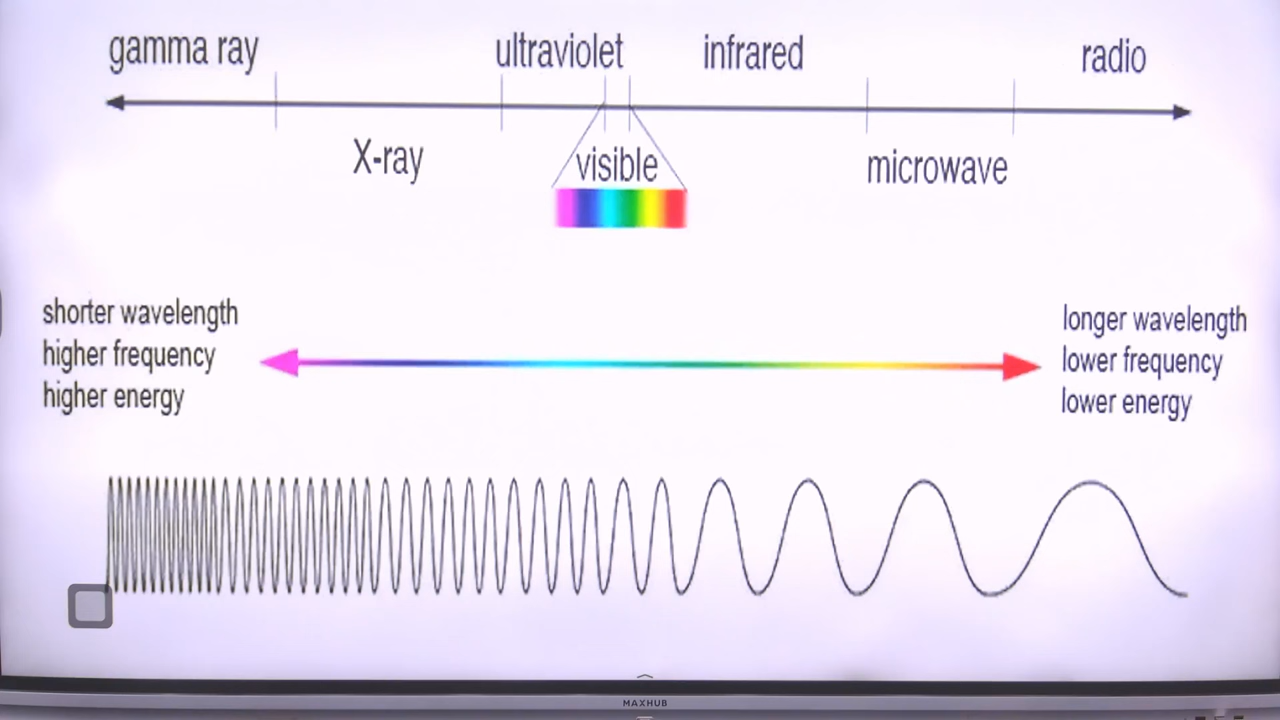 gamma ray
ultraviolet
infrared
radio
X-ray
visible
microwave
shorter wavelength
higher frequency
higher energy
longer wavelength
lower frequency
lower energy
MAXHUB